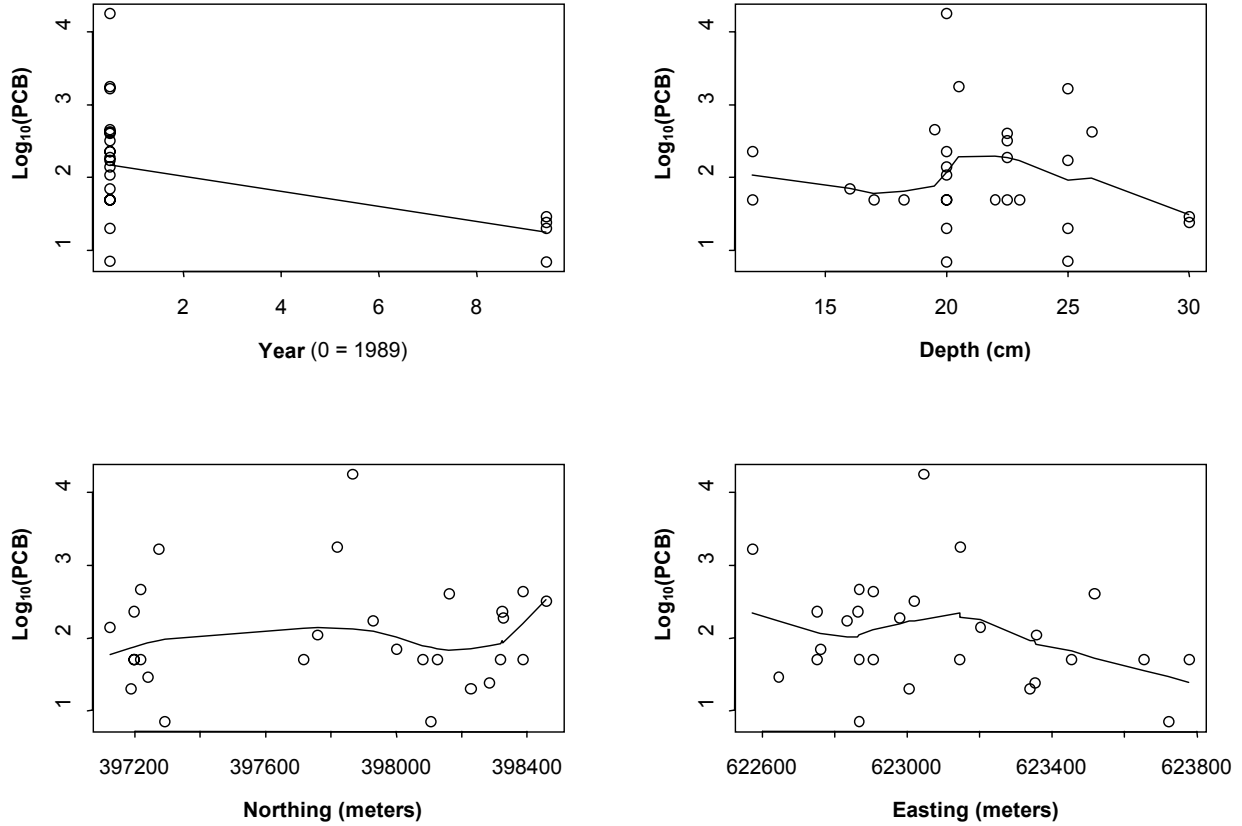 Log₁₀(PCB)
4
3
2
1
2 4 6 8
Year (0 = 1989)
Log₁₀(PCB)
4
3
2
1
15 20 25 30
Depth (cm)
Log₁₀(PCB)
4
3
2
1
397200 397600 398000 398400
Northing (meters)
Log₁₀(PCB)
4
3
2
1
622600 623000 623400 623800
Easting (meters)